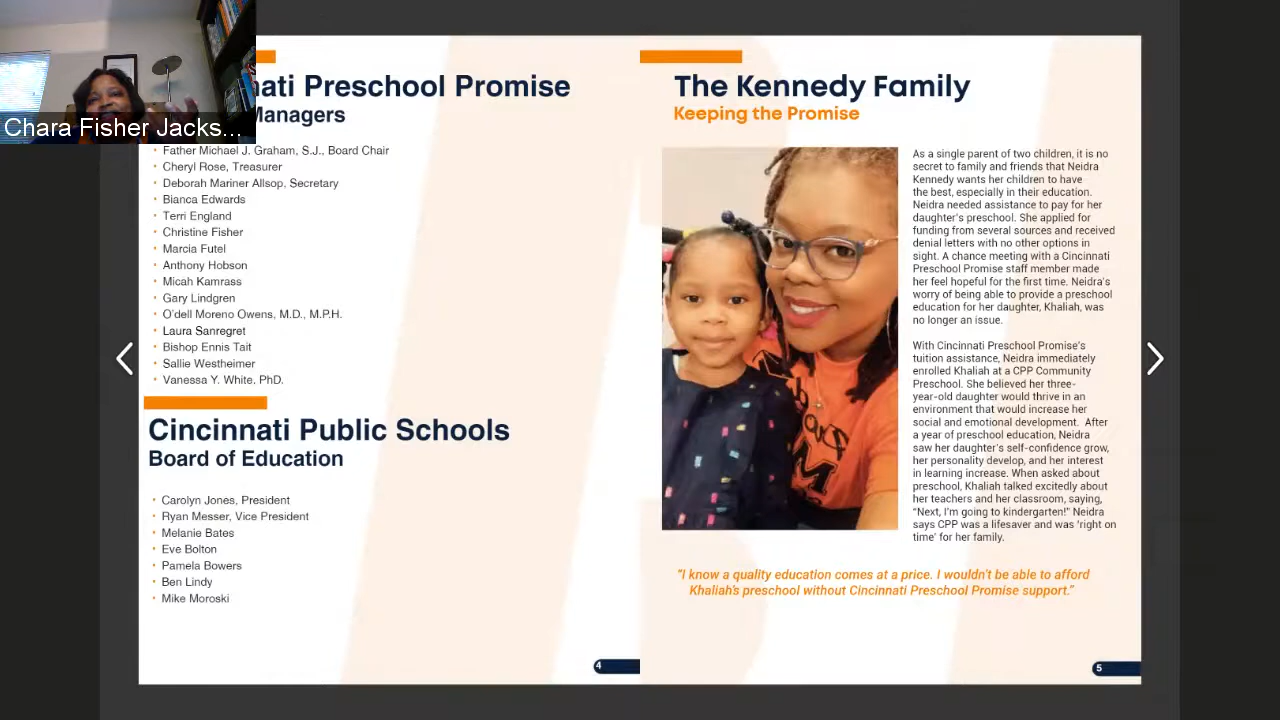 Chara Fisher Jacks...
nati Preschool Promise
Managers
• Father Michael J. Graham, S.J., Board Chair
• Cheryl Rose, Treasurer
• Deborah Mariner Allsop, Secretary
• Bianca Edwards
• Terri England
• Christine Fisher
• Marcia Futel
• Anthony Hobson
• Micah Kamrass
• Gary Lindgren
• O'dell Moreno Owens, M.D., M.P.H.
• Laura Sanregret
• Bishop Ennis Tait
• Sallie Westheimer
• Vanessa Y. White, PhD.
Cincinnati Public Schools
Board of Education
• Carolyn Jones, President
• Ryan Messer, Vice President
• Melanie Bates
• Eve Bolton
• Pamela Bowers
• Ben Lindy
• Mike Moroski
4
The Kennedy Family
Keeping the Promise
As a single parent of two children, it is no
secret to family and friends that Neidra
Kennedy wants her children to have
the best, especially in their education.
Neidra needed assistance to pay for her
daughter's preschool. She applied for
funding from several sources and received
denial letters with no other options in
sight. A chance meeting with a Cincinnati
Preschool Promise staff member made
her feel hopeful for the first time. Neidra's
worry of being able to provide a preschool
education for her daughter, Khaliah, was
no longer an issue.
With Cincinnati Preschool Promise's
tuition assistance, Neidra immediately
enrolled Khaliah at a CPP Community
Preschool. She believed her three-
year-old daughter would thrive in an
environment that would increase her
social and emotional development. After
a year of preschool education, Neidra
saw her daughter's self-confidence grow,
her personality develop, and her interest
in learning increase. When asked about
preschool, Khaliah talked excitedly about
her teachers and her classroom, saying,
"Next, I'm going to kindergarten!" Neidra
says CPP was a lifesaver and was 'right on
time' for her family.
"I know a quality education comes at a price. I wouldn't be able to afford
Khaliah's preschool without Cincinnati Preschool Promise support."
5